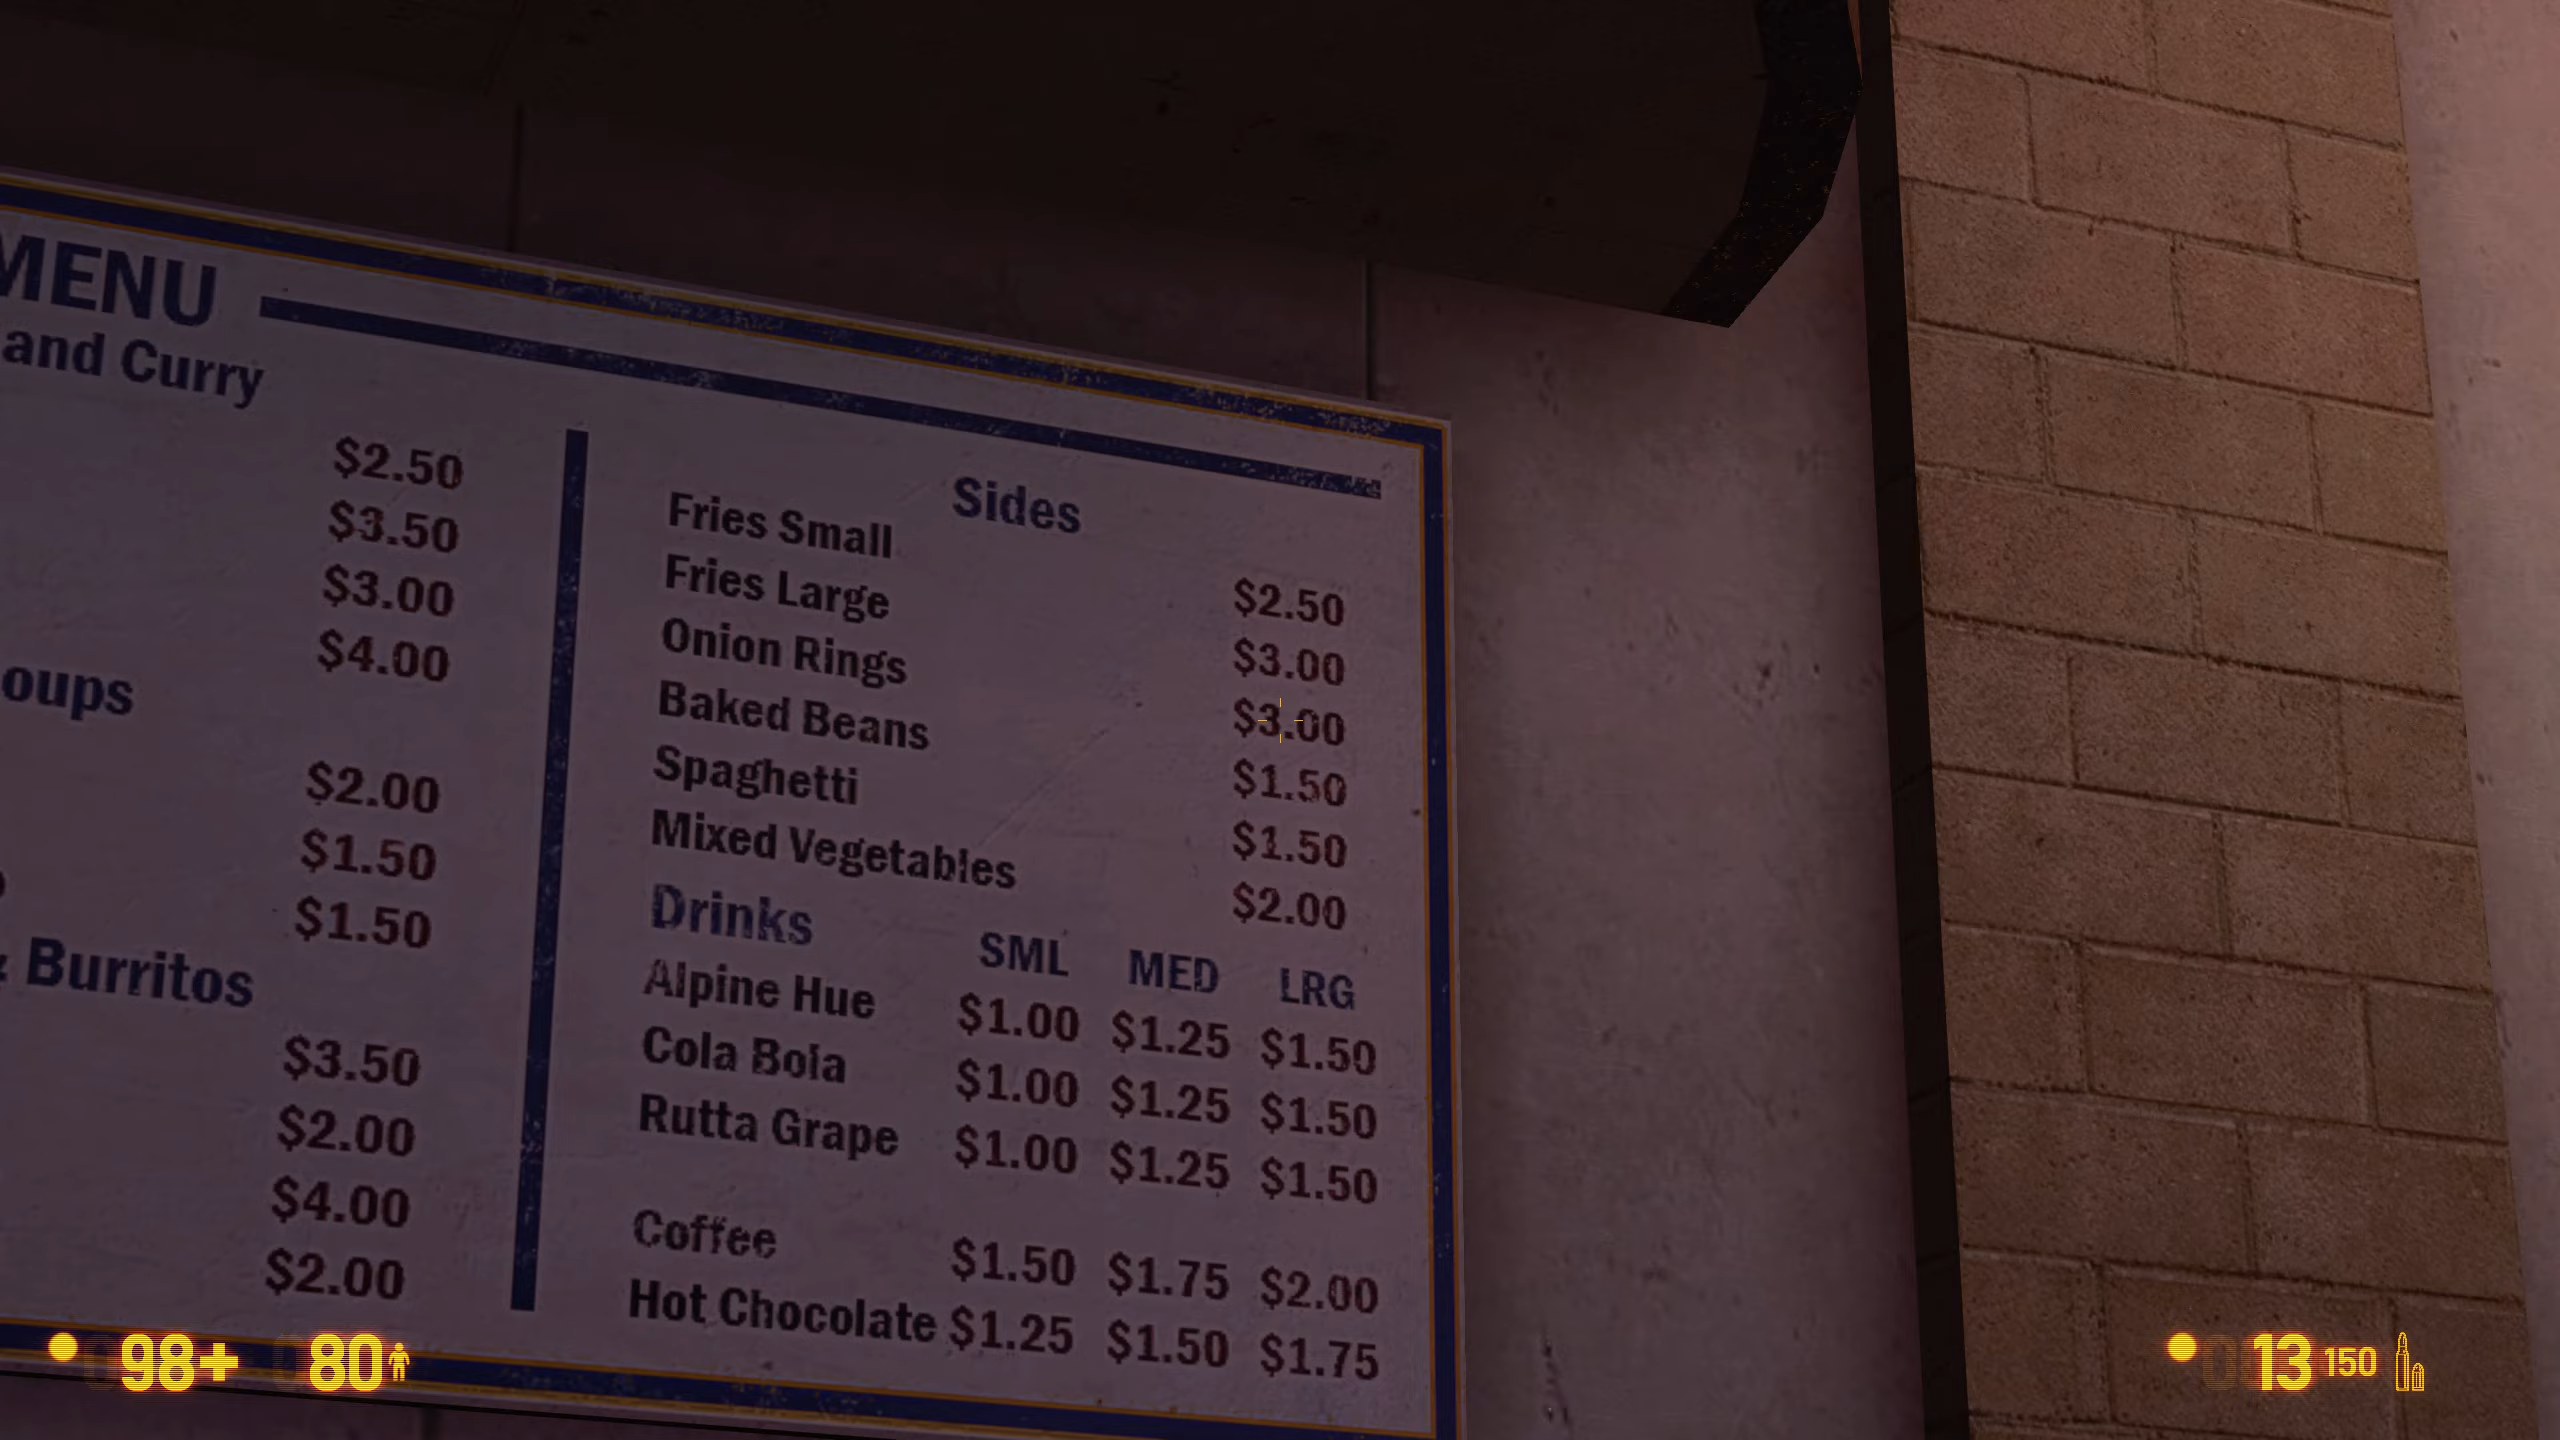 MENU
and Curry
$2.50
$3.50
$3.00
$4.00
oups
$2.00
$1.50
$1.50
& Burritos
$3.50
$2.00
$4.00
$2.00
Sides
Fries Small $2.50
Fries Large $3.00
Onion Rings $3.00
Baked Beans $1.50
Spaghetti $1.50
Mixed Vegetables $2.00
Drinks SML MED LRG
Alpine Hue $1.00 $1.25 $1.50
Cola Bola $1.00 $1.25 $1.50
Rutta Grape $1.00 $1.25 $1.50
Coffee $1.50 $1.75 $2.00
Hot Chocolate $1.25 $1.50 $1.75
98+ 80 13 150